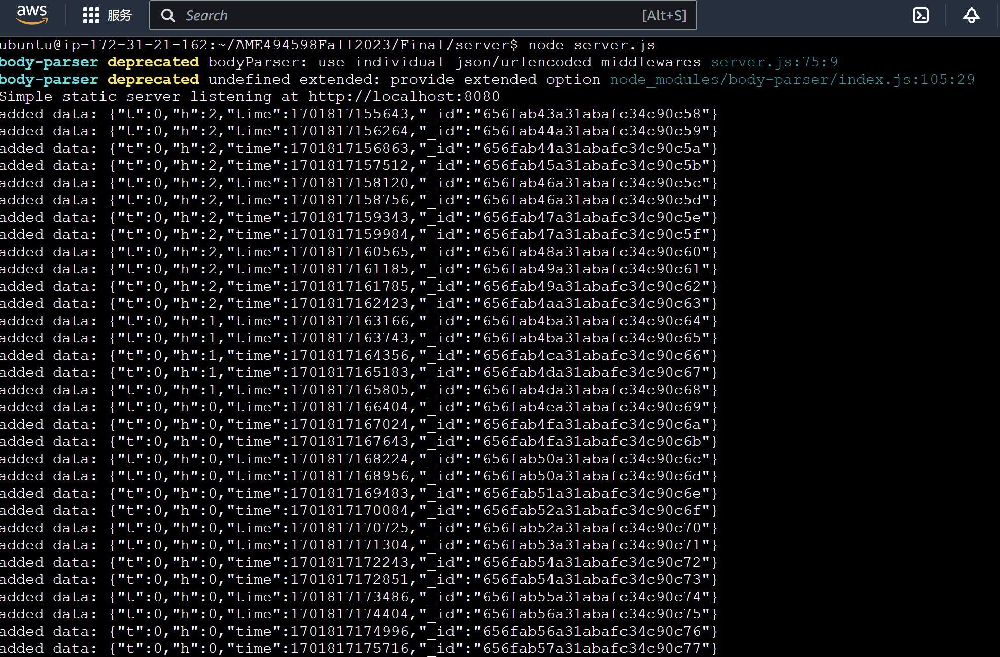 aws 服务 Search [Alt+S]
ubuntu@ip-172-31-21-162:~/AME494598Fall2023/Final/server$ node server.js
body-parser deprecated bodyParser: use individual json/urlencoded middlewares server.js:75:9
body-parser deprecated undefined extended: provide extended option node_modules/body-parser/index.js:105:29
Simple static server listening at http://localhost:8080
added data: {"t":0,"h":2,"time":1701817155643,"_id":"656fab43a31abafc34c90c58"}
added data: {"t":0,"h":2,"time":1701817156264,"_id":"656fab44a31abafc34c90c59"}
added data: {"t":0,"h":2,"time":1701817156863,"_id":"656fab44a31abafc34c90c5a"}
added data: {"t":0,"h":2,"time":1701817157512,"_id":"656fab45a31abafc34c90c5b"}
added data: {"t":0,"h":2,"time":1701817158120,"_id":"656fab46a31abafc34c90c5c"}
added data: {"t":0,"h":2,"time":1701817158756,"_id":"656fab46a31abafc34c90c5d"}
added data: {"t":0,"h":2,"time":1701817159343,"_id":"656fab47a31abafc34c90c5e"}
added data: {"t":0,"h":2,"time":1701817159984,"_id":"656fab47a31abafc34c90c5f"}
added data: {"t":0,"h":2,"time":1701817160565,"_id":"656fab48a31abafc34c90c60"}
added data: {"t":0,"h":2,"time":1701817161185,"_id":"656fab49a31abafc34c90c61"}
added data: {"t":0,"h":2,"time":1701817161785,"_id":"656fab49a31abafc34c90c62"}
added data: {"t":0,"h":2,"time":1701817162423,"_id":"656fab4aa31abafc34c90c63"}
added data: {"t":0,"h":1,"time":1701817163166,"_id":"656fab4ba31abafc34c90c64"}
added data: {"t":0,"h":1,"time":1701817163743,"_id":"656fab4ba31abafc34c90c65"}
added data: {"t":0,"h":1,"time":1701817164356,"_id":"656fab4ca31abafc34c90c66"}
added data: {"t":0,"h":1,"time":1701817165183,"_id":"656fab4da31abafc34c90c67"}
added data: {"t":0,"h":1,"time":1701817165805,"_id":"656fab4da31abafc34c90c68"}
added data: {"t":0,"h":0,"time":1701817166404,"_id":"656fab4ea31abafc34c90c69"}
added data: {"t":0,"h":0,"time":1701817167024,"_id":"656fab4fa31abafc34c90c6a"}
added data: {"t":0,"h":0,"time":1701817167643,"_id":"656fab4fa31abafc34c90c6b"}
added data: {"t":0,"h":0,"time":1701817168224,"_id":"656fab50a31abafc34c90c6c"}
added data: {"t":0,"h":0,"time":1701817168956,"_id":"656fab50a31abafc34c90c6d"}
added data: {"t":0,"h":0,"time":1701817169483,"_id":"656fab51a31abafc34c90c6e"}
added data: {"t":0,"h":0,"time":1701817170084,"_id":"656fab52a31abafc34c90c6f"}
added data: {"t":0,"h":0,"time":1701817170725,"_id":"656fab52a31abafc34c90c70"}
added data: {"t":0,"h":0,"time":1701817171304,"_id":"656fab53a31abafc34c90c71"}
added data: {"t":0,"h":0,"time":1701817172243,"_id":"656fab54a31abafc34c90c72"}
added data: {"t":0,"h":0,"time":1701817172851,"_id":"656fab54a31abafc34c90c73"}
added data: {"t":0,"h":0,"time":1701817173486,"_id":"656fab55a31abafc34c90c74"}
added data: {"t":0,"h":0,"time":1701817174404,"_id":"656fab56a31abafc34c90c75"}
added data: {"t":0,"h":0,"time":1701817174996,"_id":"656fab56a31abafc34c90c76"}
added data: {"t":0,"h":0,"time":1701817175716,"_id":"656fab57a31abafc34c90c77"}